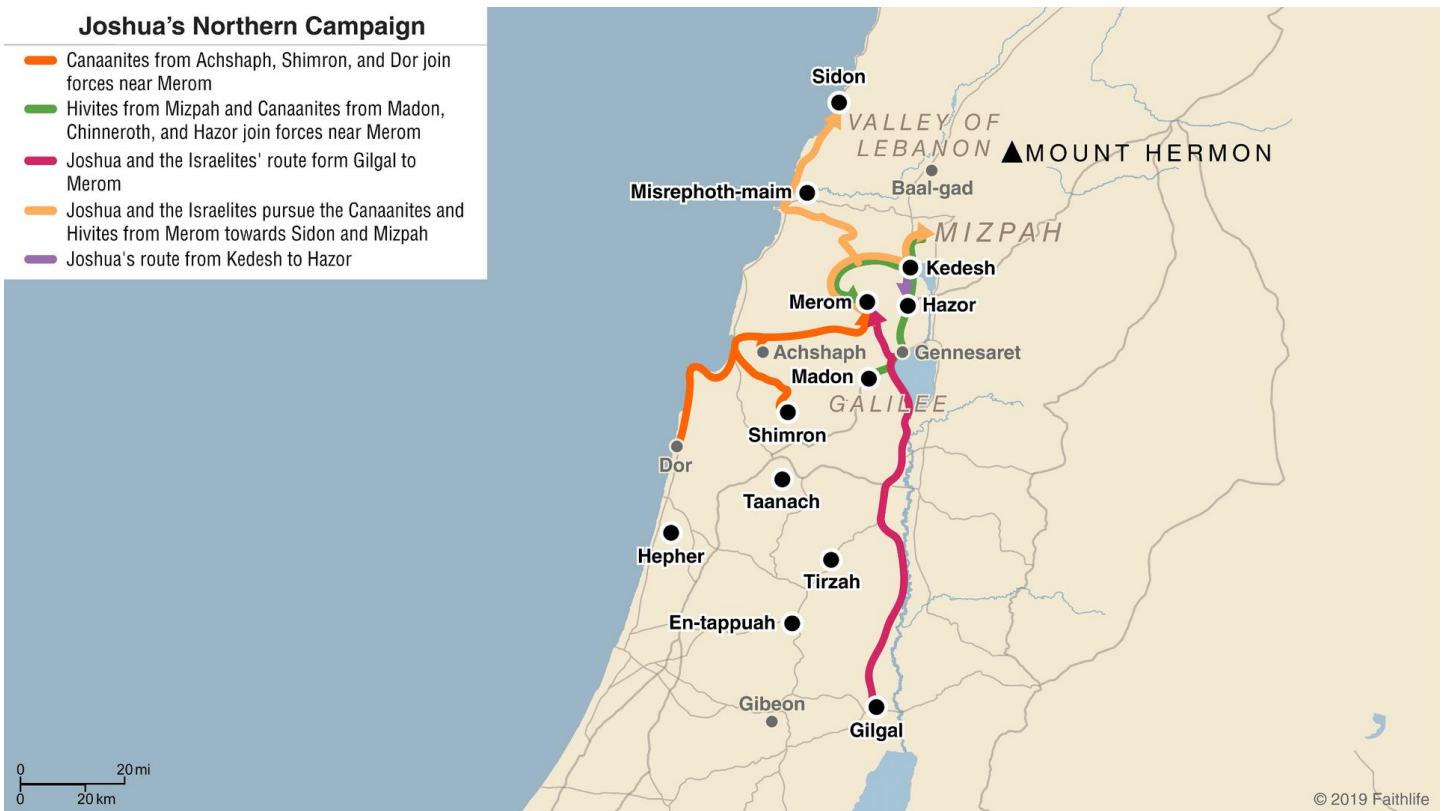 Joshua's Northern Campaign
Canaanites from Achshaph, Shimron, and Dor join
forces near Merom
Hivites from Mizpah and Canaanites from Madon,
Chinneroth, and Hazor join forces near Merom
Joshua and the Israelites' route form Gilgal to
Merom
Joshua and the Israelites pursue the Canaanites and
Hivites from Merom towards Sidon and Mizpah
Joshua's route from Kedesh to Hazor
Sidon
VALLEY OF
LEBANON
MOUNT HERMON
Baal-gad
Misrephoth-maim
MIZPAH
Kedesh
Merom
Hazor
Achshaph
Gennesaret
Madon
GALILEE
Shimron
Dor
Taanach
Hepher
Tirzah
En-tappuah
Gibeon
Gilgal
0 20 mi
0 20 km
© 2019 Faithlife